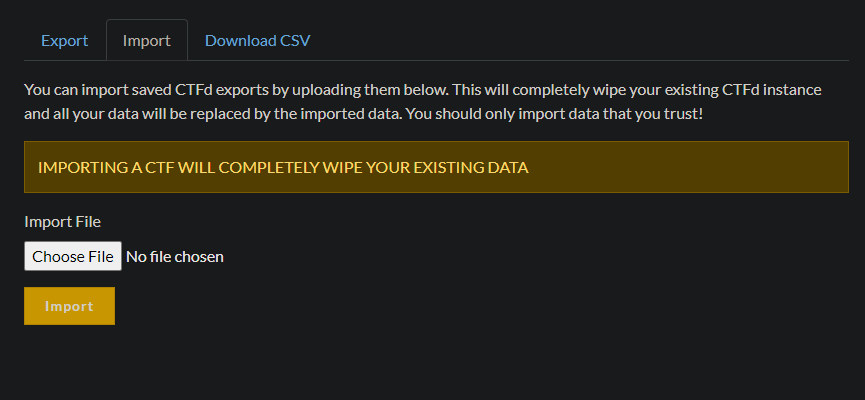 Export Import Download CSV
You can import saved CTFd exports by uploading them below. This will completely wipe your existing CTFd instance
and all your data will be replaced by the imported data. You should only import data that you trust!
IMPORTING A CTF WILL COMPLETELY WIPE YOUR EXISTING DATA
Import File
Choose File No file chosen
Import